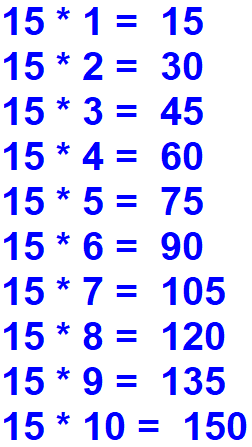 15 * 1 =  15
15 * 2 =  30
15 * 3 =  45
15 * 4 =  60
15 * 5 =  75
15 * 6 =  90
15 * 7 =  105
15 * 8 =  120
15 * 9 =  135
15 * 10 =  150